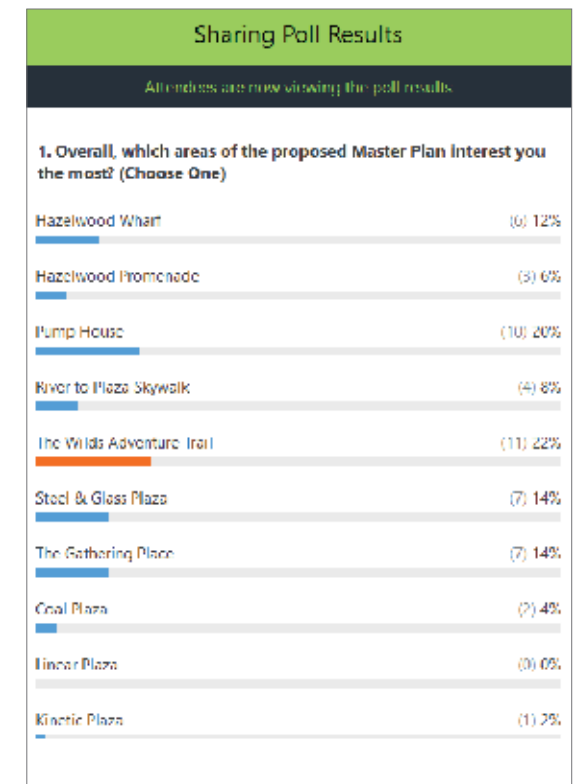 Sharing Poll Results
Attendees are now viewing the poll results
1. Overall, which areas of the proposed Master Plan interest you
the most? (Choose One)
Hazelwood Wharf (6) 12%
Hazelwood Promenade (3) 6%
Pump House (10) 20%
River to Plaza Skywalk (4) 8%
The Wilds Adventure Trail (11) 22%
Steel & Glass Plaza (7) 14%
The Gathering Place (7) 14%
Coal Plaza (2) 4%
Linear Plaza (0) 0%
Kinetic Plaza (1) 2%